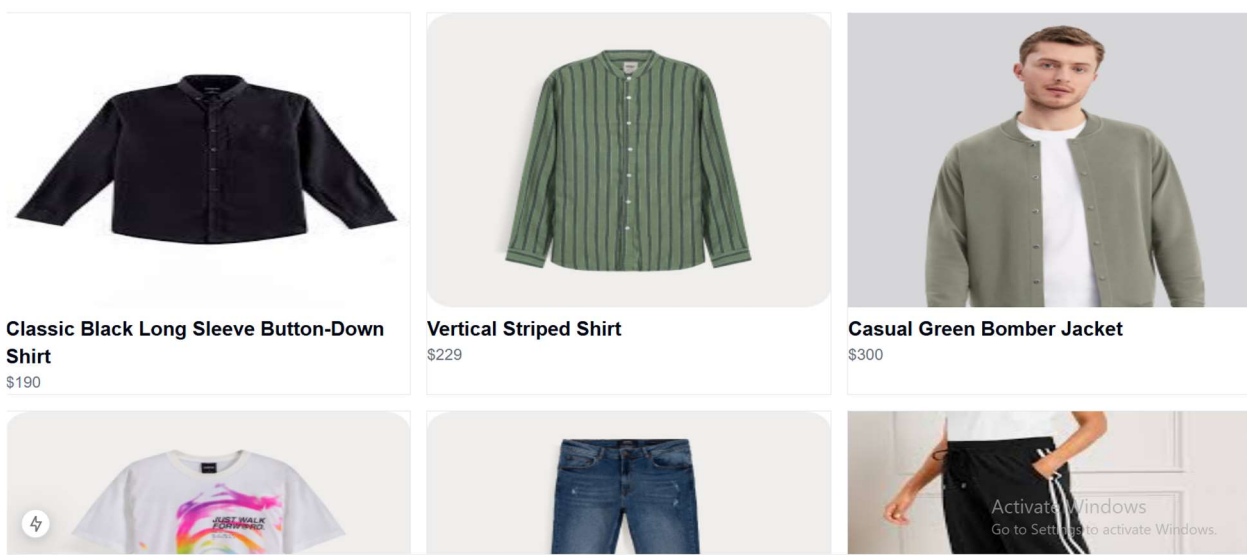 Classic Black Long Sleeve Button-Down
Shirt
$190
Vertical Striped Shirt
$229
Casual Green Bomber Jacket
$300
JUST WALK
Activate Windows
Go to Settings to activate Windows.